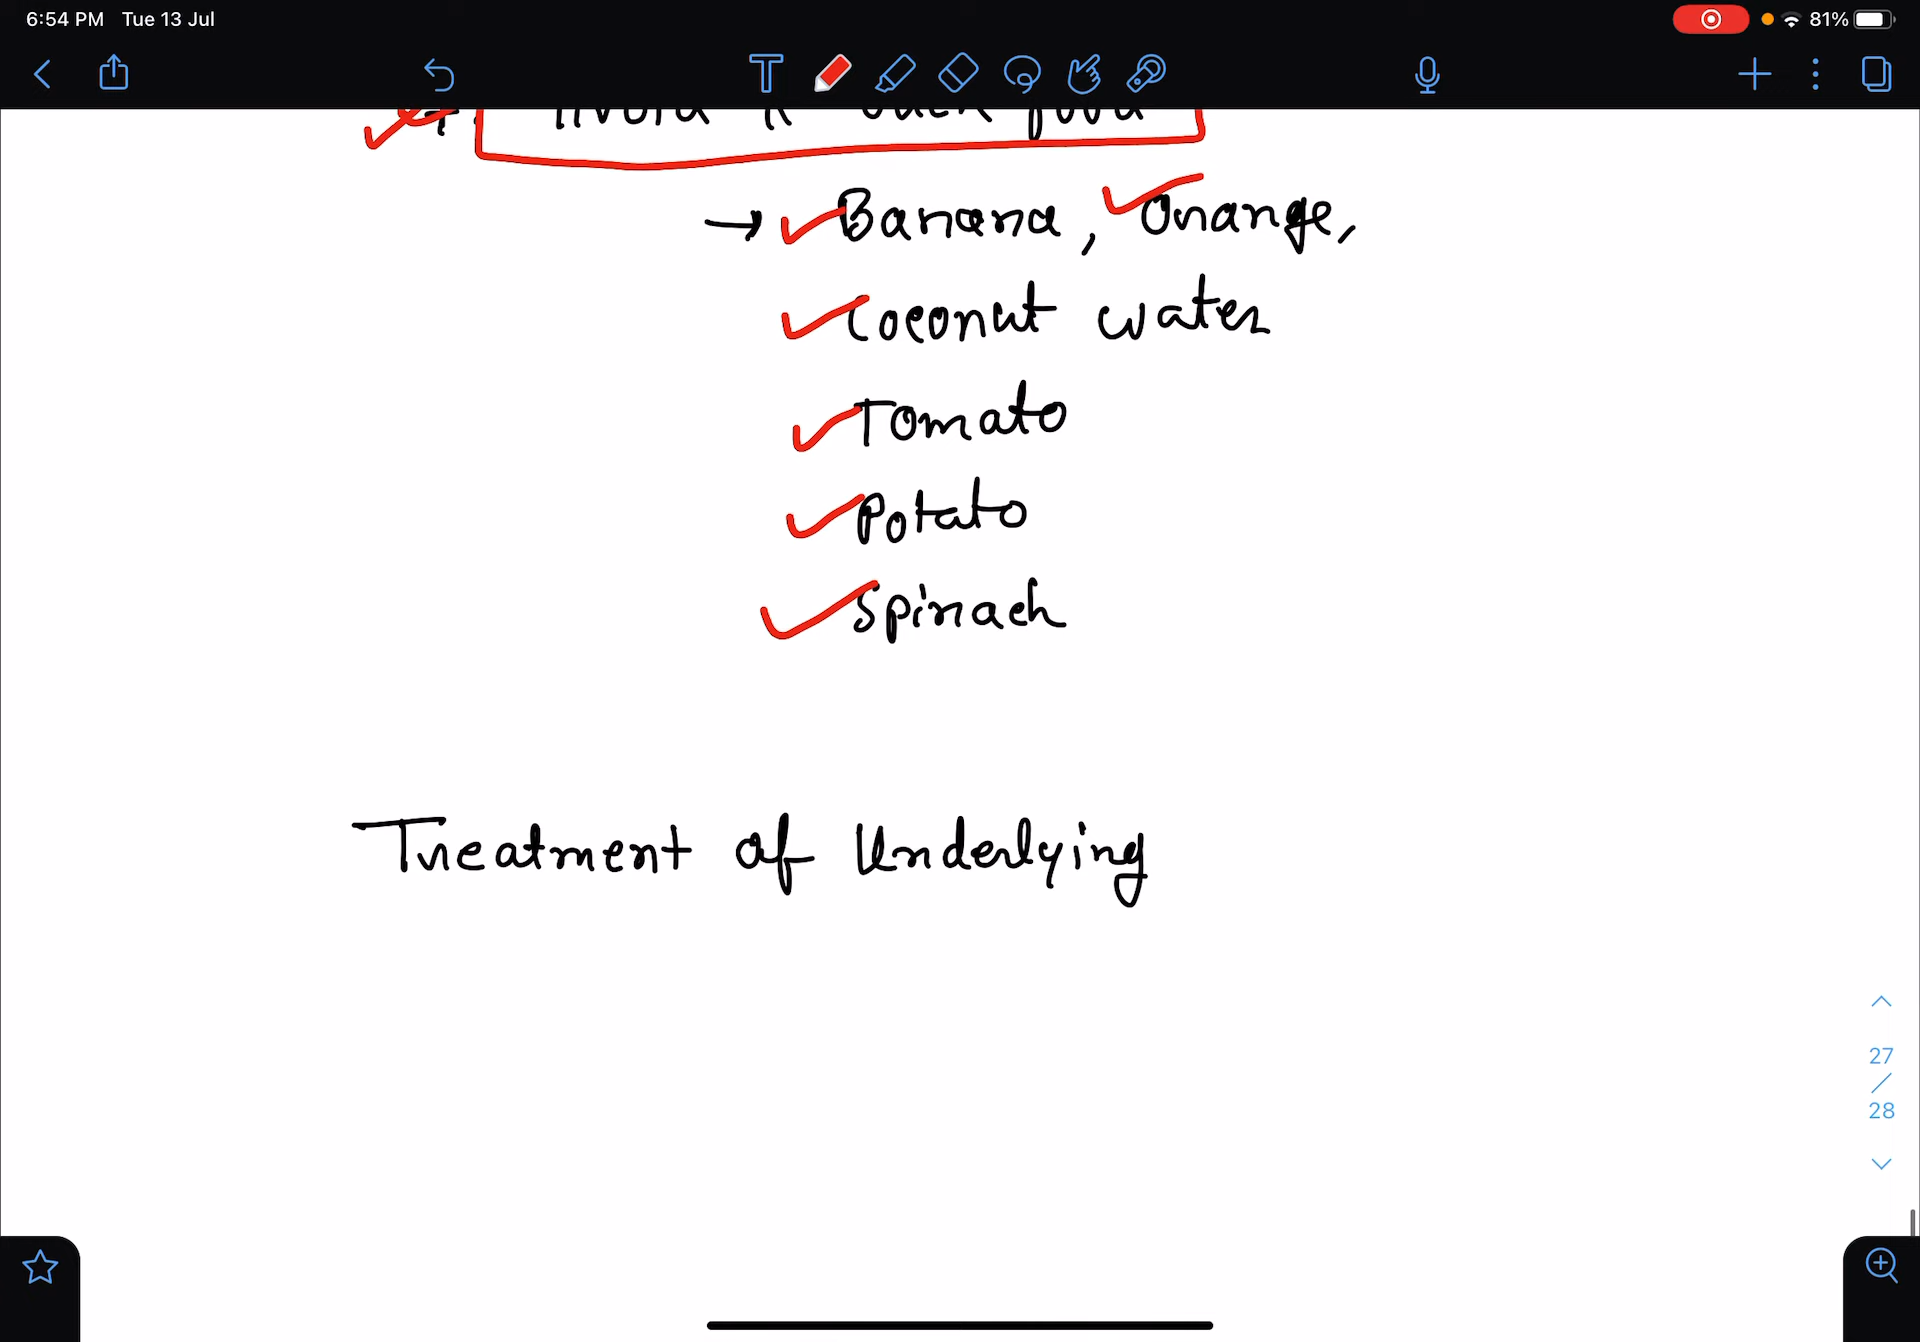 6:54 PM Tue 13 Jul
81%
T
→ Banana, Orange,
Coconut water
Tomato
Potato
Spinach
Treatment of Underlying
27
/
28